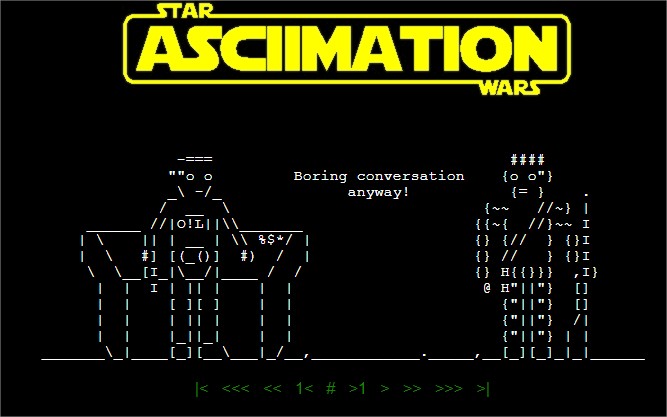 STAR
ASCIIMATION
WARS
Boring conversation
anyway!
|< <<< << 1< # >1 > >> >>> >|